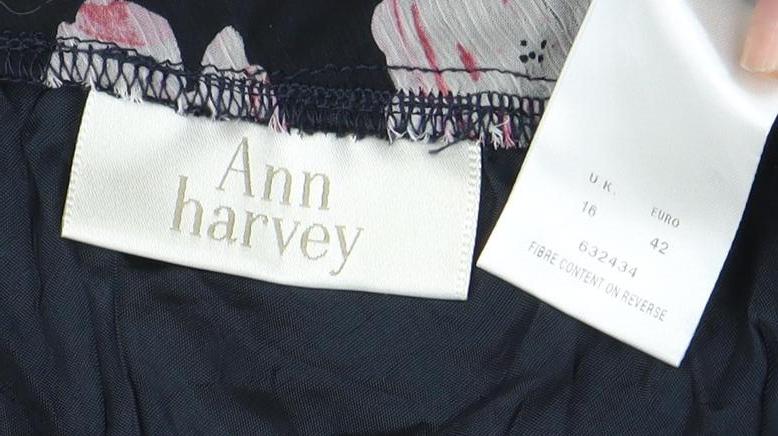 Ann
harvey
U.K. EURO
16 42
632434
FIBRE CONTENT ON REVERSE